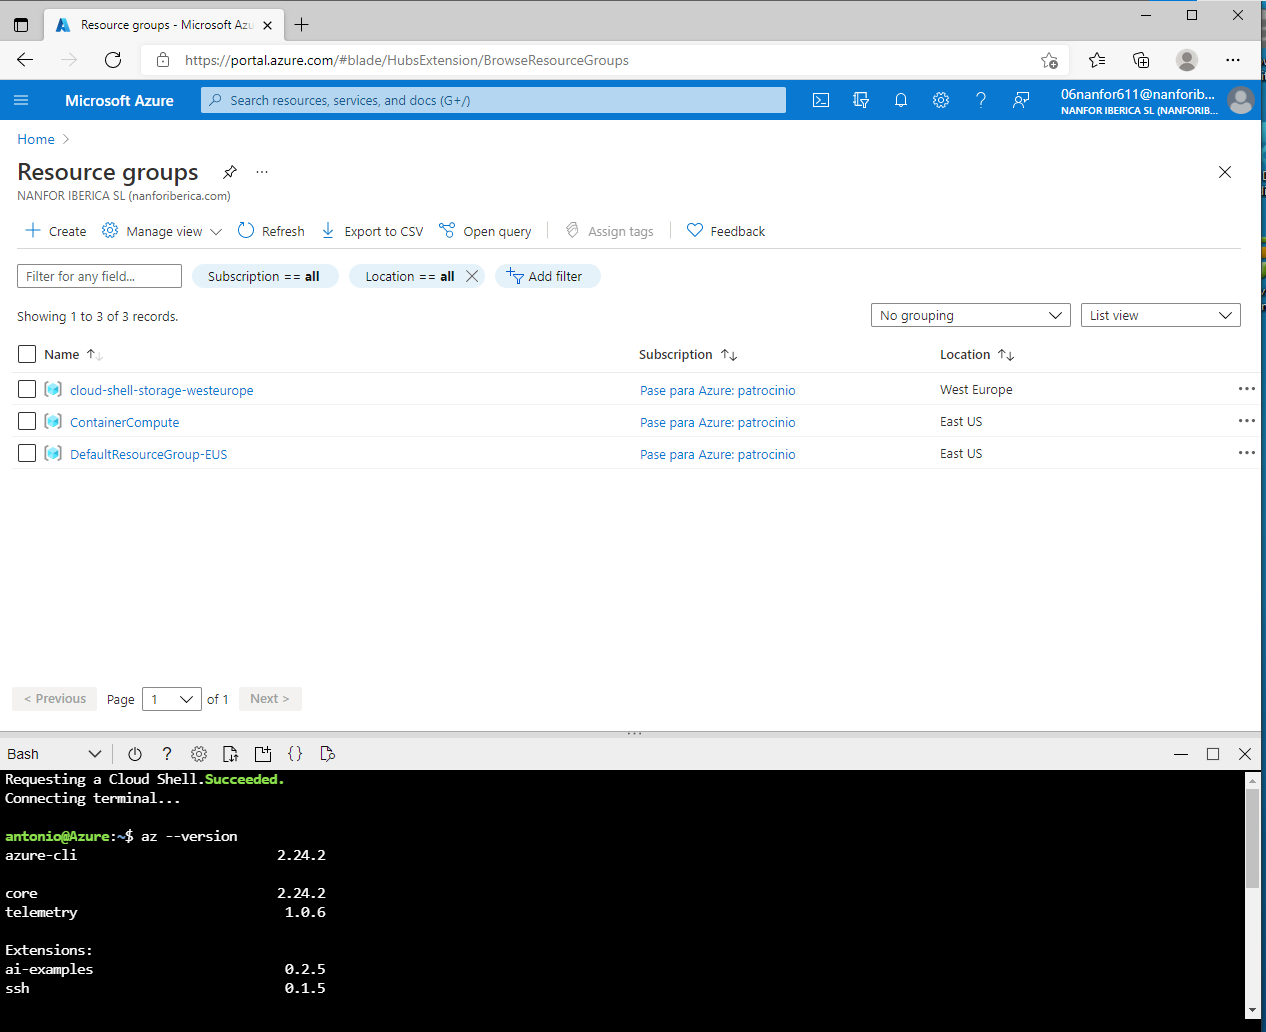 Resource groups - Microsoft Azu
https://portal.azure.com/#blade/HubsExtension/BrowseResourceGroups
Microsoft Azure
Search resources, services, and docs (G+/)
06nanfor611@nanforib...
NANFOR IBERICA SL (NANFORIB...
Home
Resource groups
NANFOR IBERICA SL (nanforiberica.com)
Create
Manage view
Refresh
Export to CSV
Open query
Assign tags
Feedback
Filter for any field...
Subscription == all
Location == all
Add filter
Showing 1 to 3 of 3 records.
No grouping
List view
Name
Subscription
Location
cloud-shell-storage-westeurope
Pase para Azure: patrocinio
West Europe
ContainerCompute
Pase para Azure: patrocinio
East US
DefaultResourceGroup-EUS
Pase para Azure: patrocinio
East US
< Previous
Page
1
of 1
Next >
Bash
Requesting a Cloud Shell.Succeeded.
Connecting terminal...
antonio@Azure:~$ az --version
azure-cli 2.24.2
core 2.24.2
telemetry 1.0.6
Extensions:
ai-examples 0.2.5
ssh 0.1.5